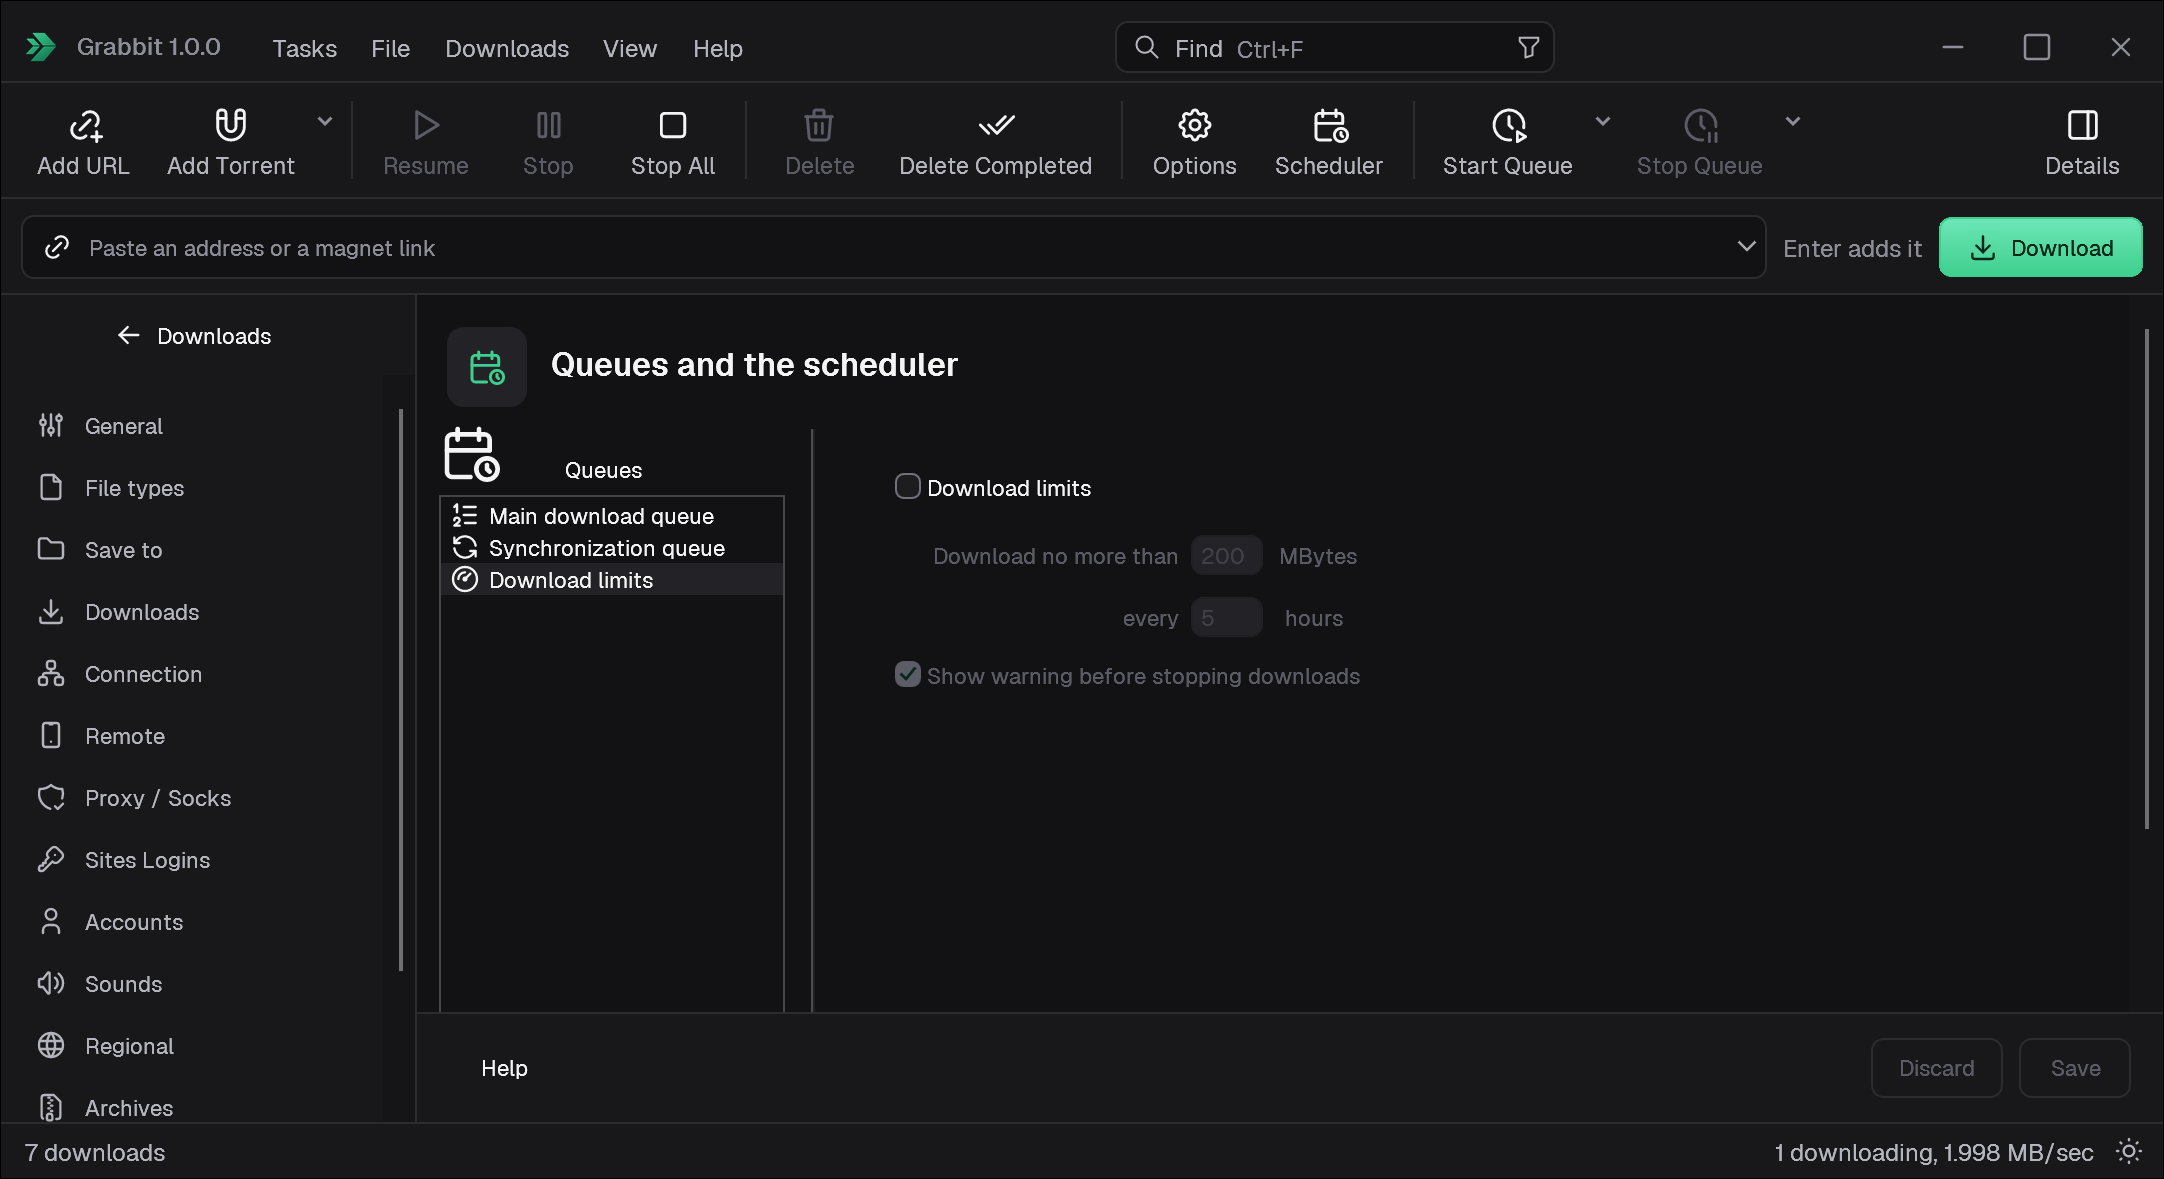 Grabbit 1.0.0
Tasks File Downloads View Help
Find Ctrl+F
Add URL
Add Torrent
Resume
Stop
Stop All
Delete
Delete Completed
Options
Scheduler
Start Queue
Stop Queue
Details
Paste an address or a magnet link
Enter adds it
Download
Downloads
General
File types
Save to
Downloads
Connection
Remote
Proxy / Socks
Sites Logins
Accounts
Sounds
Regional
Archives
Queues and the scheduler
Queues
Main download queue
Synchronization queue
Download limits
Download limits
Download no more than 200 MBytes
every 5 hours
Show warning before stopping downloads
Help
Discard
Save
7 downloads
1 downloading, 1.998 MB/sec